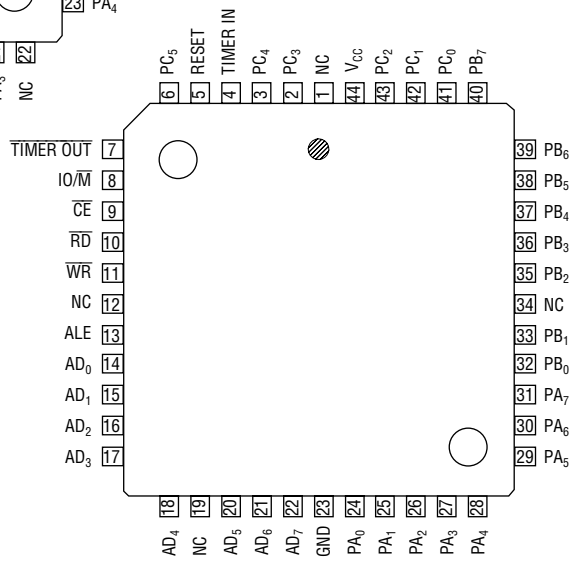 23 PA₄
22
NC
PC₅
RESET
TIMER IN
PC₄
PC₃
NC
VCC
PC₂
PC₁
PC₀
PB₇
6 5 4 3 2 1 44 43 42 41 40
TIMER OUT 7
IO/M 8
CE 9
RD 10
WR 11
NC 12
ALE 13
AD₀ 14
AD₁ 15
AD₂ 16
AD₃ 17
39 PB₆
38 PB₅
37 PB₄
36 PB₃
35 PB₂
34 NC
33 PB₁
32 PB₀
31 PA₇
30 PA₆
29 PA₅
18 19 20 21 22 23 24 25 26 27 28
AD₄
NC
AD₅
AD₆
AD₇
GND
PA₀
PA₁
PA₂
PA₃
PA₄